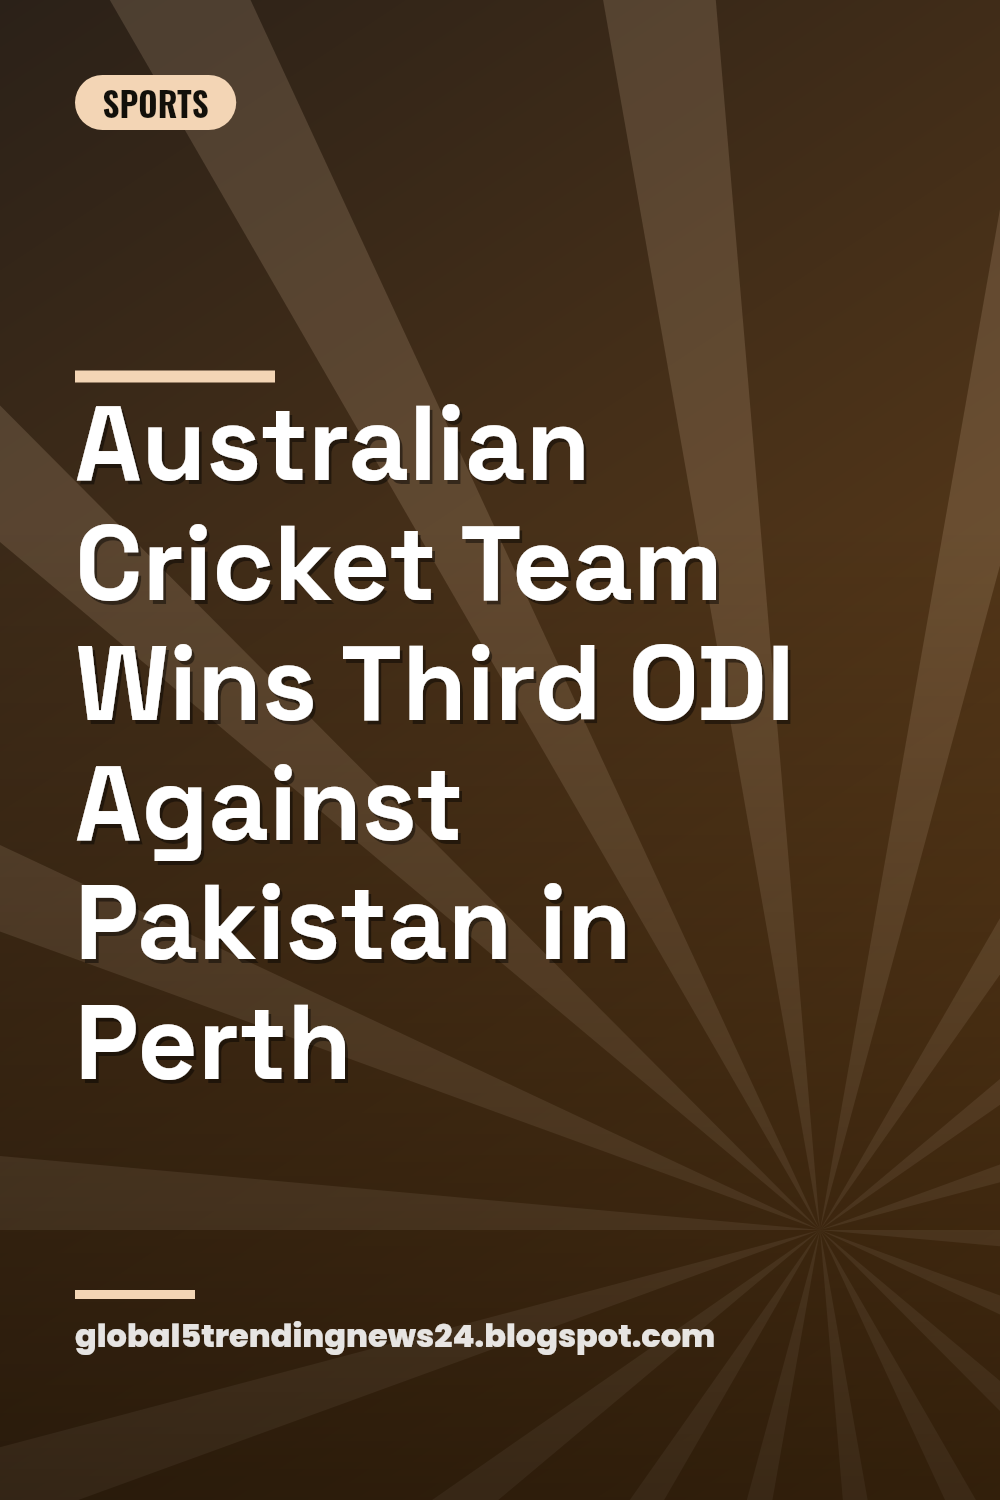 SPORTS
Australian
Cricket Team
Wins Third ODI
Against
Pakistan in
Perth
global5trendingnews24.blogspot.com